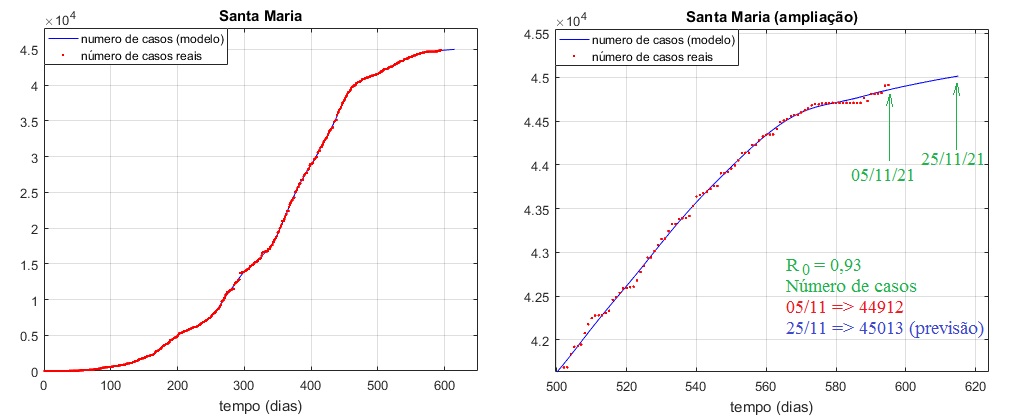 Santa Maria
×10⁴
numero de casos (modelo)
número de casos reais
4.5
4
3.5
3
2.5
2
1.5
1
0.5
0
0 100 200 300 400 500 600
tempo (dias)
Santa Maria (ampliação)
×10⁴
numero de casos (modelo)
número de casos reais
4.55
4.5
4.45
4.4
4.35
4.3
4.25
4.2
05/11/21
25/11/21
R₀ = 0,93
Número de casos
05/11 => 44912
25/11 => 45013 (previsão)
500 520 540 560 580 600 620
tempo (dias)